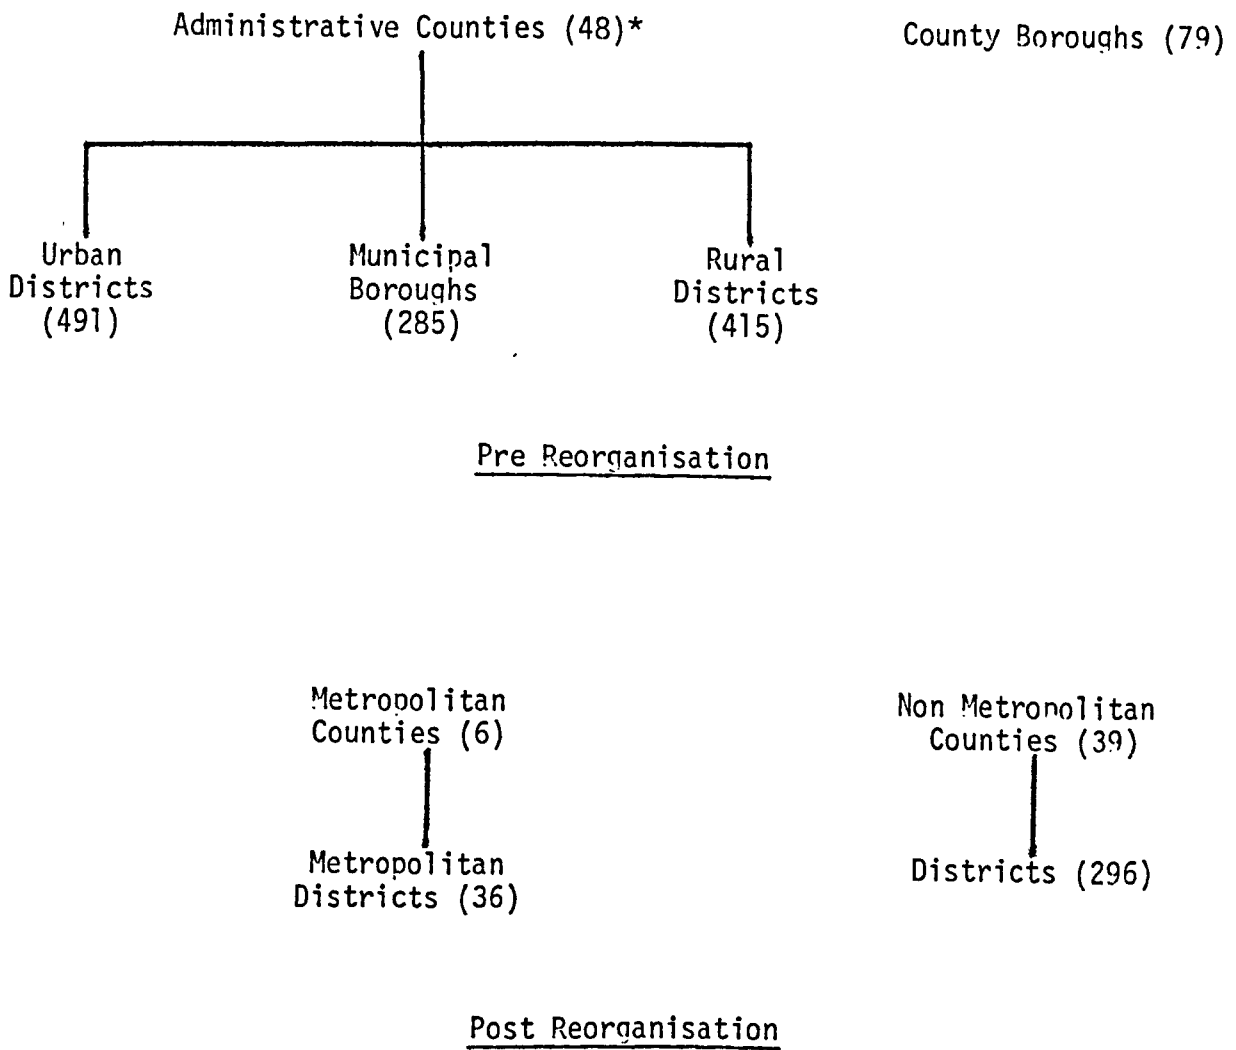 Administrative Counties (48)*
County Boroughs (79)
Urban
Districts
(491)
Municipal
Boroughs
(285)
Rural
Districts
(415)
Pre Reorganisation
Metropolitan
Counties (6)
Non Metropolitan
Counties (39)
Metropolitan
Districts (36)
Districts (296)
Post Reorganisation